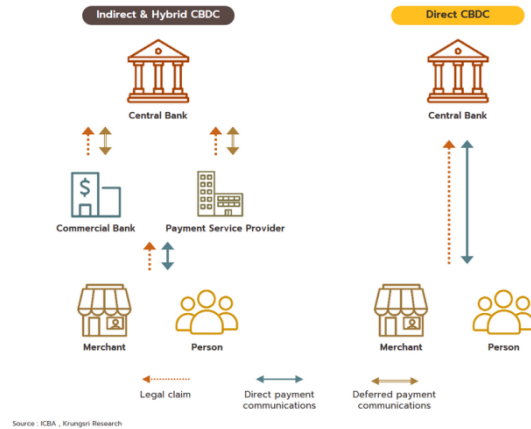 Indirect & Hybrid CBDC
Direct CBDC
Central Bank
Central Bank
$
Commercial Bank
Payment Service Provider
Merchant
Person
Merchant
Person
Legal claim
Direct payment
communications
Deferred payment
communications
Source : ICBA , Krungsri Research